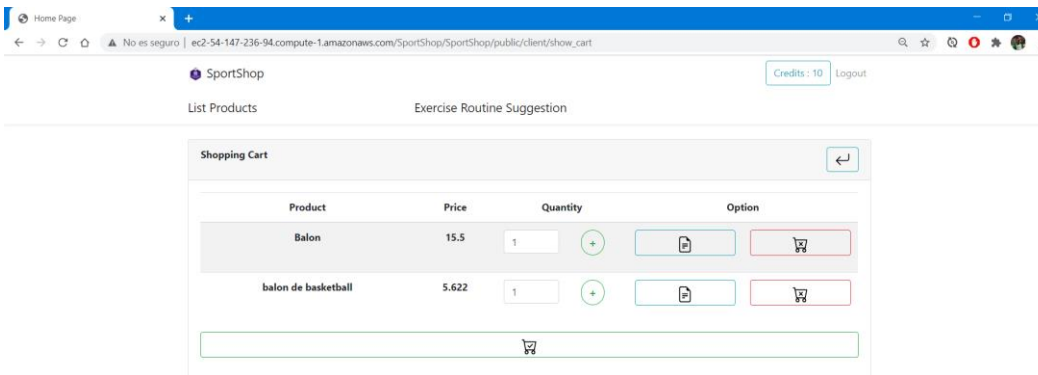 Home Page
No es seguro | ec2-54-147-236-94.compute-1.amazonaws.com/SportShop/SportShop/public/client/show_cart
SportShop Credits : 10 Logout
List Products Exercise Routine Suggestion
Shopping Cart
Product Price Quantity Option
Balon 15.5 1 +
balon de basketball 5.622 1 +